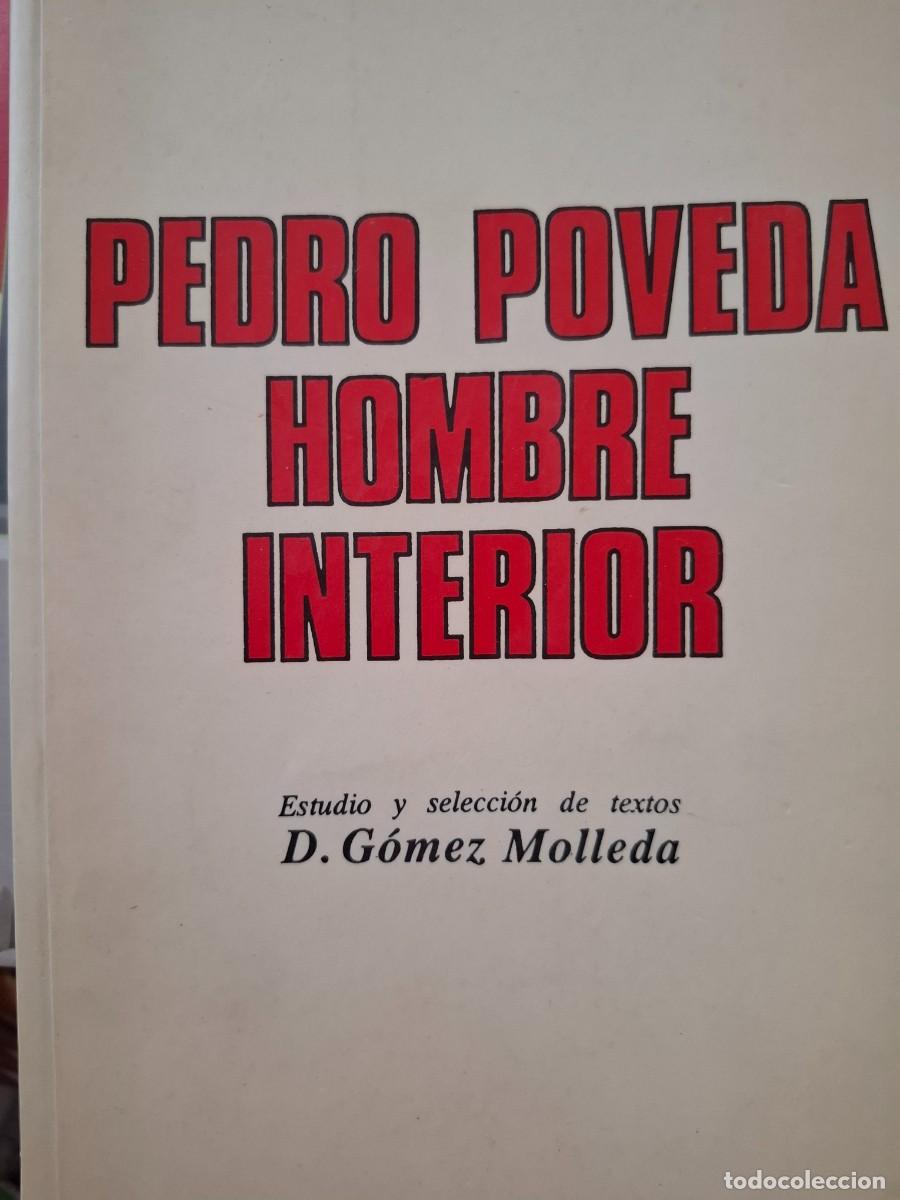 PEDRO POVEDA
HOMBRE
INTERIOR
Estudio y selección de textos
D. Gómez Molleda
todocoleccion